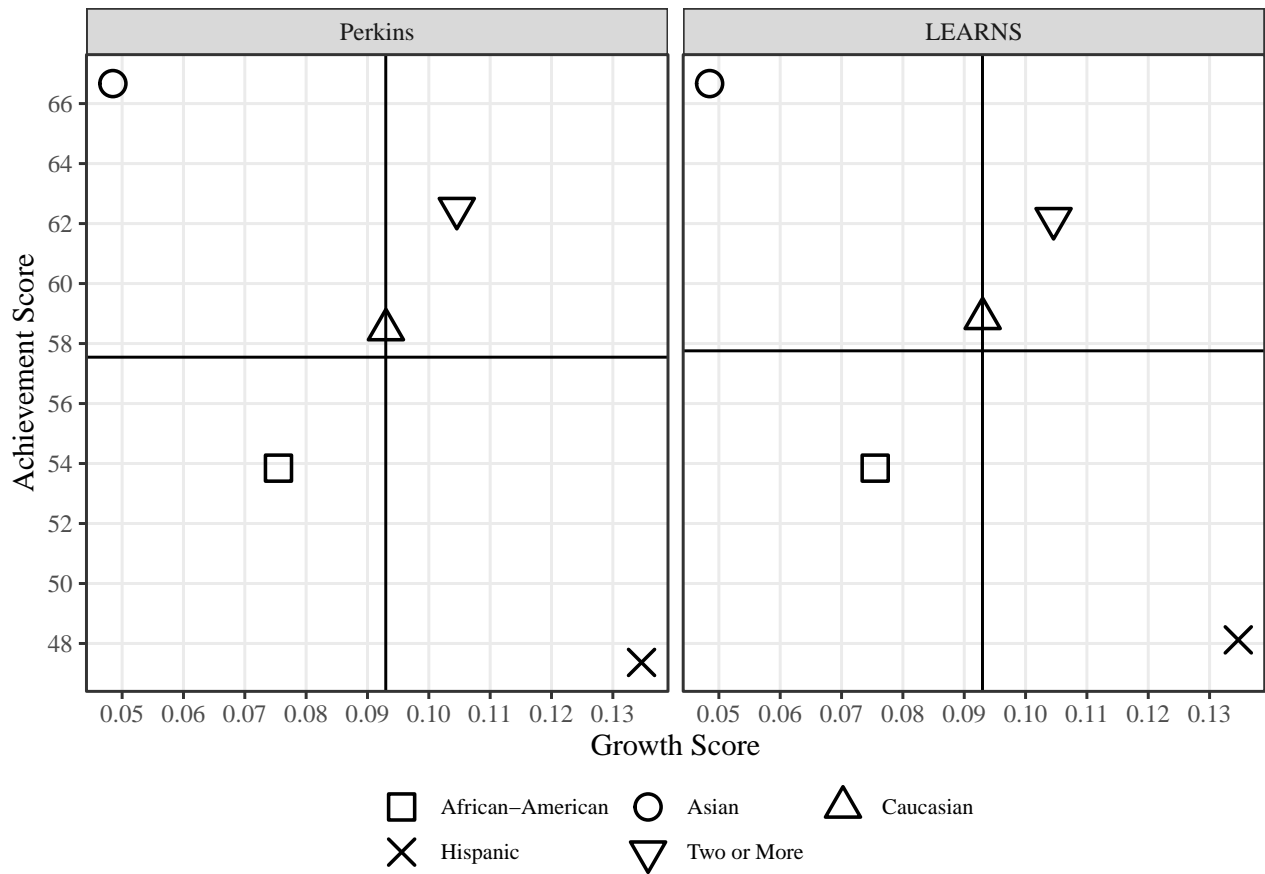 Perkins
LEARNS
Achievement Score
66
64
62
60
58
56
54
52
50
48
0.05 0.06 0.07 0.08 0.09 0.10 0.11 0.12 0.13
0.05 0.06 0.07 0.08 0.09 0.10 0.11 0.12 0.13
Growth Score
African−American Asian Caucasian
Hispanic Two or More